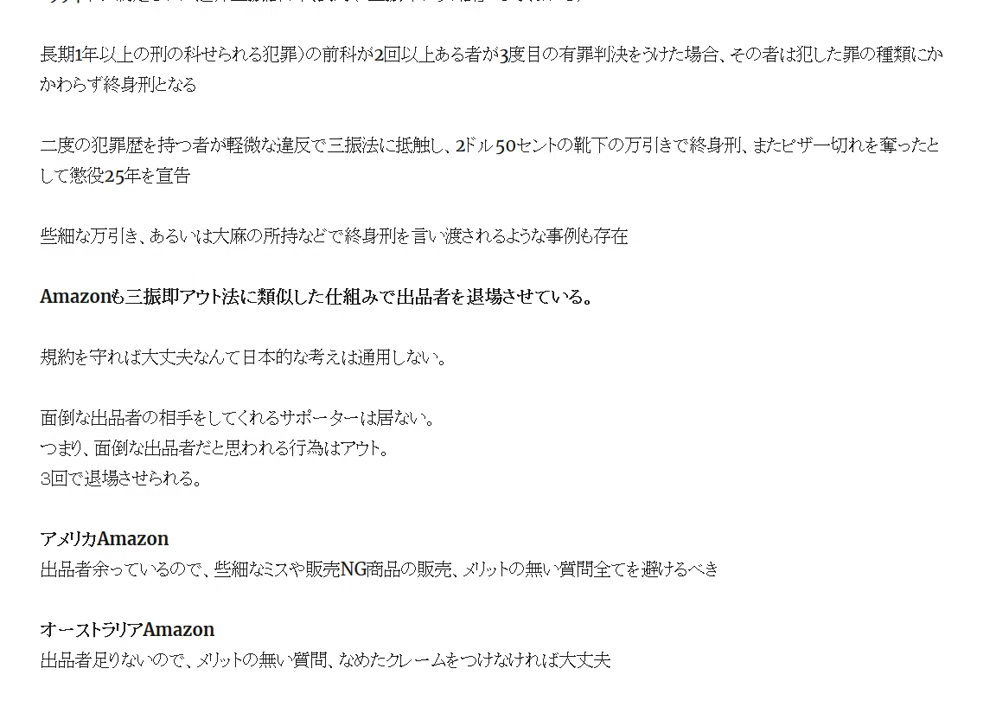 長期1年以上の刑の科せられる犯罪)の前科が2回以上ある者が3度目の有罪判決をうけた場合、その者は犯した罪の種類にか
かわらず終身刑となる
二度の犯罪歴を持つ者が軽微な違反で三振法に抵触し、2ドル50セントの靴下の万引きで終身刑、またピザ一切れを奪ったと
して懲役25年を宣告
些細な万引き、あるいは大麻の所持などで終身刑を言い渡されるような事例も存在
Amazonも三振即アウト法に類似した仕組みで出品者を退場させている。
規約を守れば大丈夫なんて日本的な考えは通用しない。
面倒な出品者の相手をしてくれるサポーターは居ない。
つまり、面倒な出品者だと思われる行為はアウト。
3回で退場させられる。
アメリカAmazon
出品者余っているので、些細なミスや販売NG商品の販売、メリットの無い質問全てを避けるべき
オーストラリアAmazon
出品者足りないので、メリットの無い質問、なめたクレームをつけなければ大丈夫